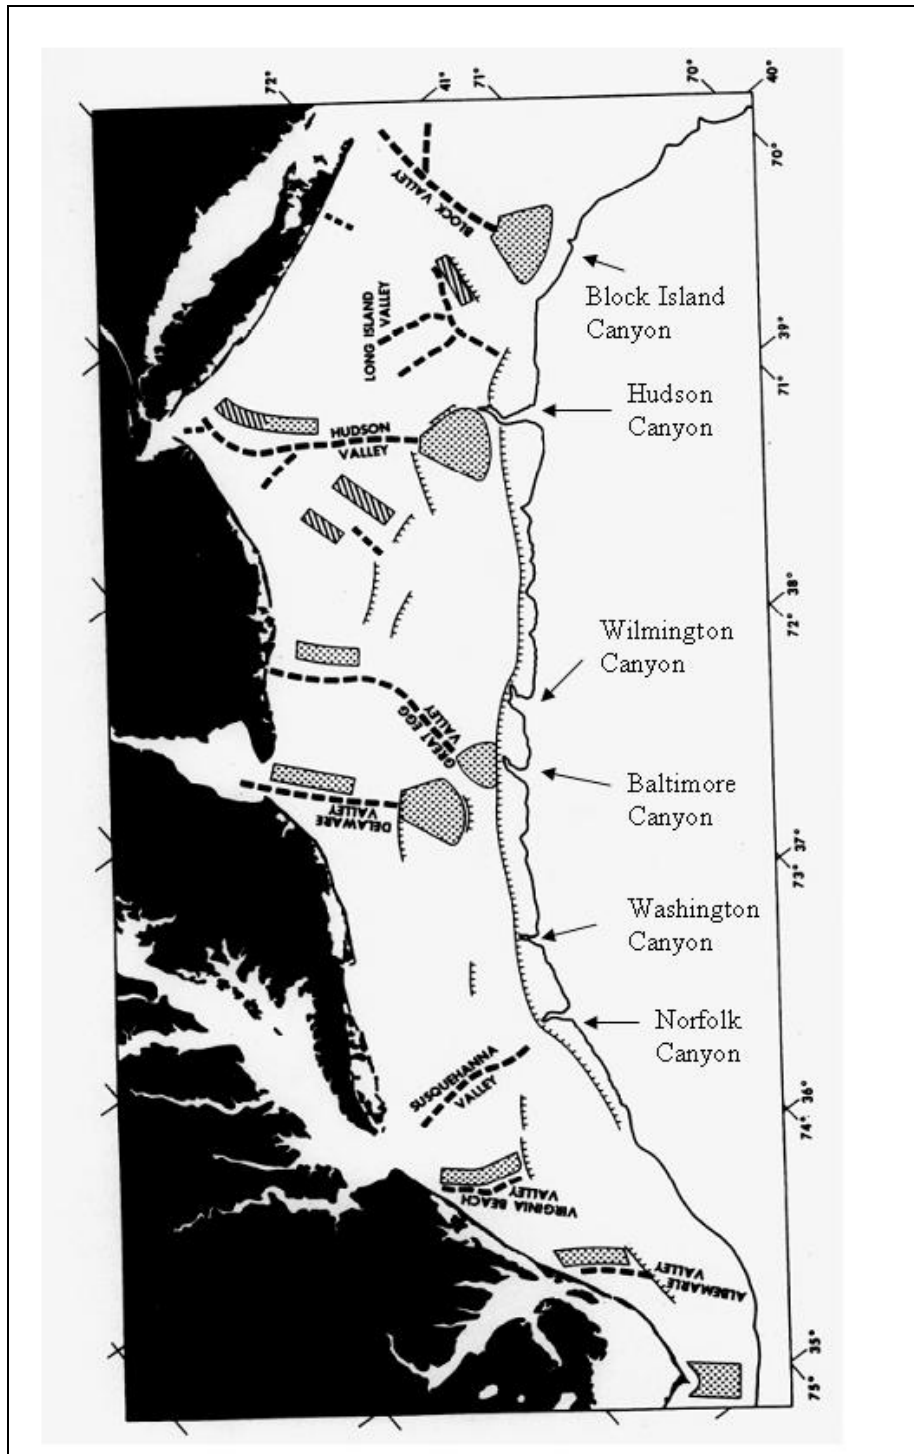 72°
41°
71°
70°
40°
70°
BLOCK VALLEY
Block Island
Canyon
LONG ISLAND
VALLEY
39°
71°
Hudson
Canyon
HUDSON
VALLEY
38°
72°
Wilmington
Canyon
GREAT EGG
VALLEY
Baltimore
Canyon
DELAWARE
VALLEY
37°
73°
Washington
Canyon
Norfolk
Canyon
SUSQUEHANNA
VALLEY
36°
74°
VIRGINIA BEACH
VALLEY
ALBEMARLE
VALLEY
35°
75°